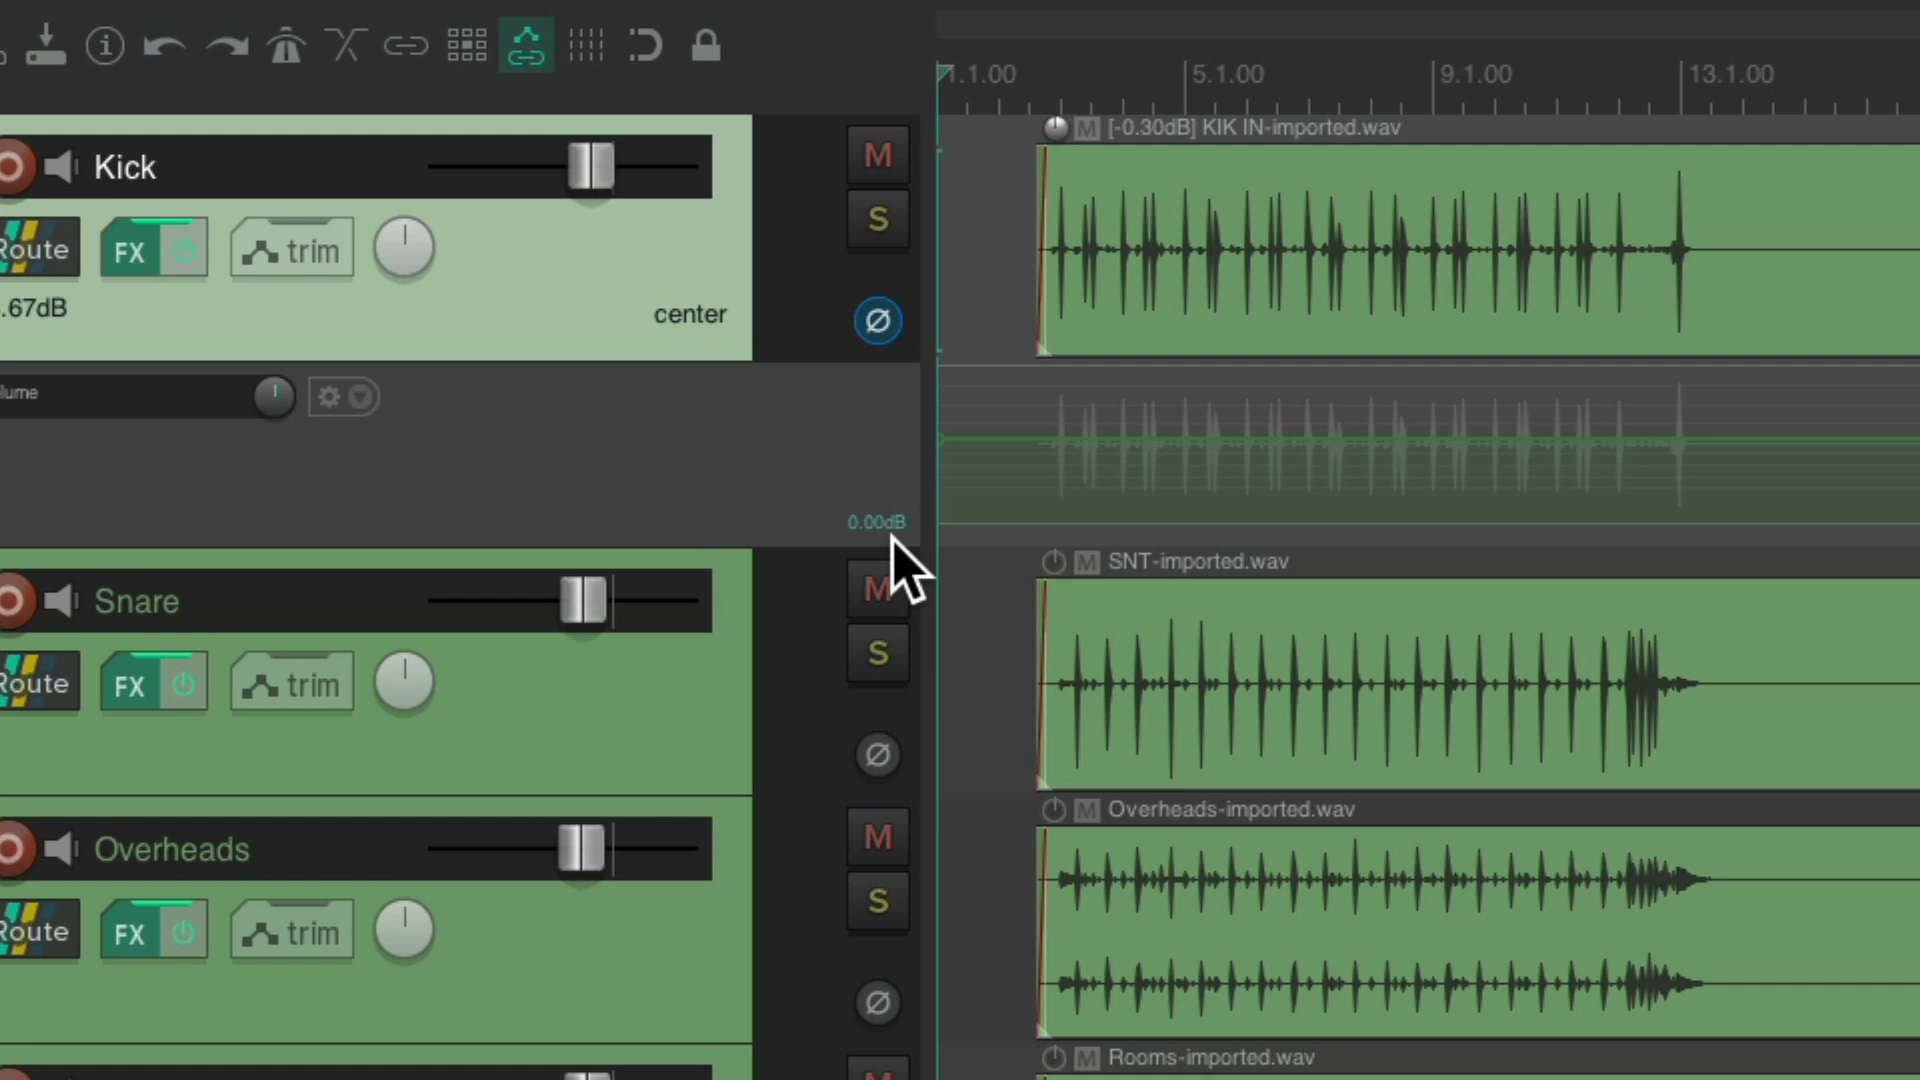 1.1.00 5.1.00 9.1.00 13.1.00
M [-0.30dB] KIK IN-imported.wav
Kick M
S
Route FX trim
.67dB center
lume
0.00dB
M SNT-imported.wav
Snare M
S
Route FX trim
M Overheads-imported.wav
Overheads M
S
Route FX trim
M Rooms-imported.wav
M